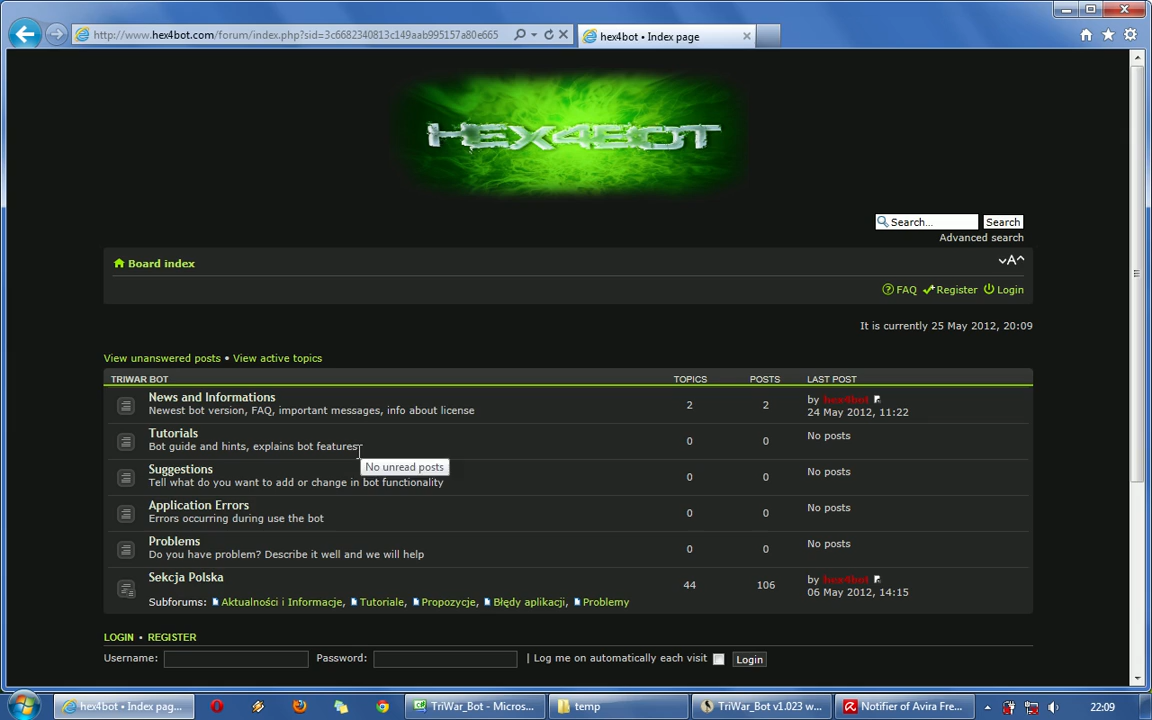 http://www.hex4bot.com/forum/index.php?sid=3c6682340813c149aab995157a80e665
hex4bot • Index page
HEX4BOT
Search...
Search
Advanced search
Board index
A
FAQ Register Login
It is currently 25 May 2012, 20:09
View unanswered posts • View active topics
TRIWAR BOT TOPICS POSTS LAST POST
News and Informations
Newest bot version, FAQ, important messages, info about license
2 2
by hex4bot
24 May 2012, 11:22
Tutorials
Bot guide and hints, explains bot features
0 0 No posts
No unread posts
Suggestions
Tell what do you want to add or change in bot functionality
0 0 No posts
Application Errors
Errors occurring during use the bot
0 0 No posts
Problems
Do you have problem? Describe it well and we will help
0 0 No posts
Sekcja Polska
Subforums: Aktualności i Informacje, Tutoriale, Propozycje, Błędy aplikacji, Problemy
44 106
by hex4bot
06 May 2012, 14:15
LOGIN • REGISTER
Username: Password: | Log me on automatically each visit Login
hex4bot • Index pag...
TriWar_Bot - Micros...
temp
TriWar_Bot v1.023 w...
Notifier of Avira Fre...
22:09